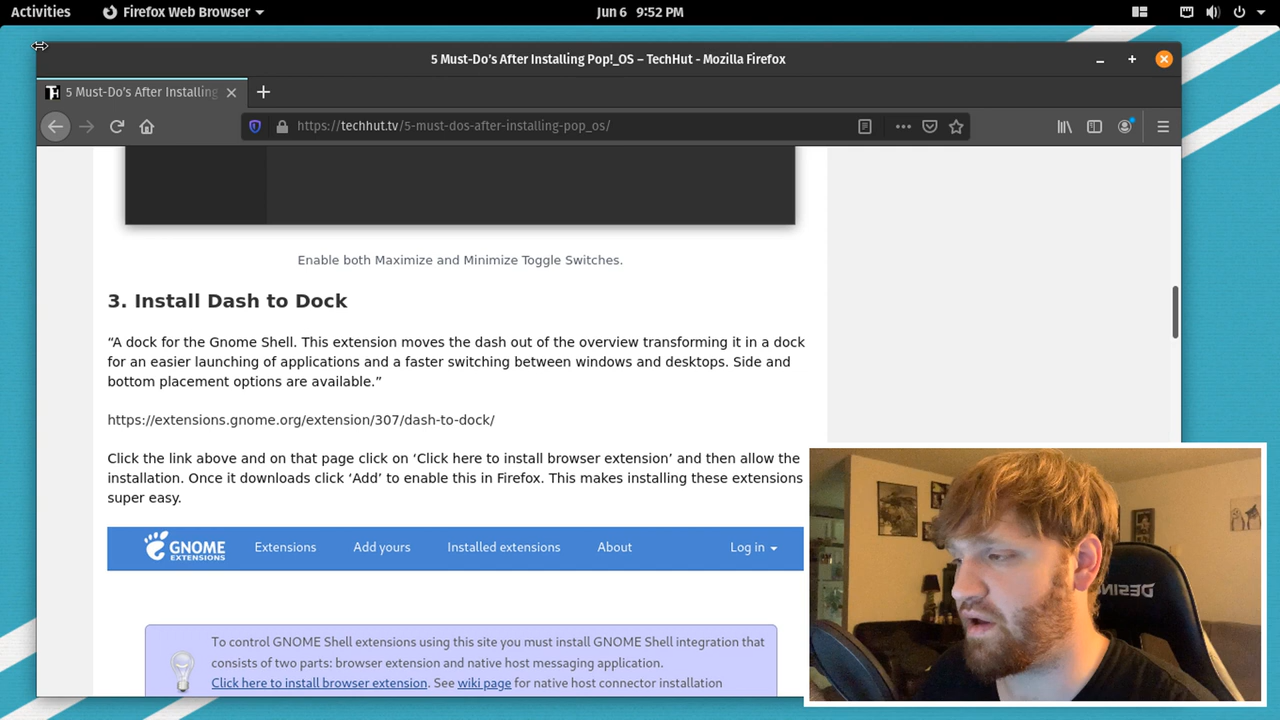 Activities
Firefox Web Browser
Jun 6 9:52 PM
5 Must-Do's After Installing Pop!_OS – TechHut - Mozilla Firefox
5 Must-Do's After Installing
https://techhut.tv/5-must-dos-after-installing-pop_os/
Enable both Maximize and Minimize Toggle Switches.
3. Install Dash to Dock
“A dock for the Gnome Shell. This extension moves the dash out of the overview transforming it in a dock
for an easier launching of applications and a faster switching between windows and desktops. Side and
bottom placement options are available.”
https://extensions.gnome.org/extension/307/dash-to-dock/
Click the link above and on that page click on ‘Click here to install browser extension’ and then allow the
installation. Once it downloads click ‘Add’ to enable this in Firefox. This makes installing these extensions
super easy.
GNOME
EXTENSIONS
Extensions
Add yours
Installed extensions
About
Log in
To control GNOME Shell extensions using this site you must install GNOME Shell integration that
consists of two parts: browser extension and native host messaging application.
Click here to install browser extension. See wiki page for native host connector installation